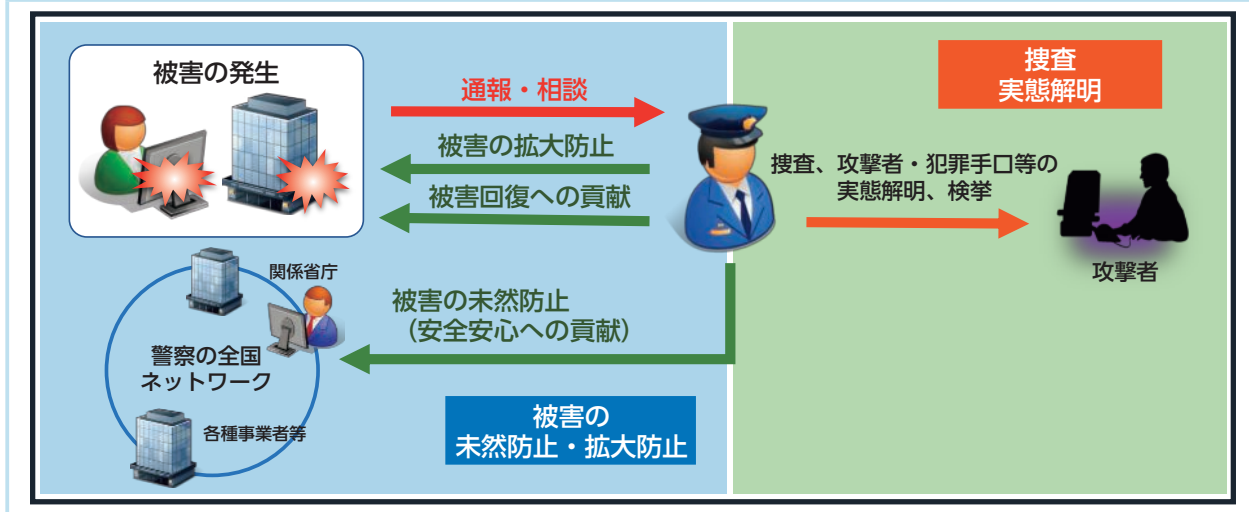 被害の発生
通報・相談
被害の拡大防止
被害回復への貢献
捜査
実態解明
捜査、攻撃者・犯罪手口等の
実態解明、検挙
攻撃者
関係省庁
被害の未然防止
（安全安心への貢献）
警察の全国
ネットワーク
各種事業者等
被害の
未然防止・拡大防止